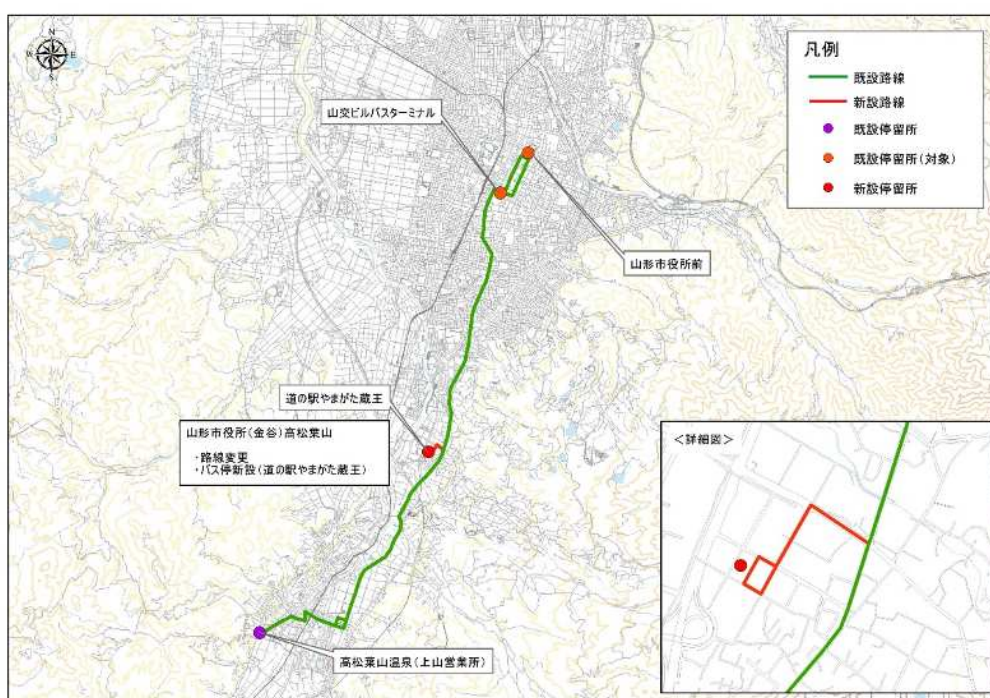 N
W
E
S
凡例
既設路線
新設路線
既設停留所
既設停留所(対象)
新設停留所
山交ビルバスターミナル
山形市役所前
道の駅やまがた蔵王
山形市役所(金谷)高松葉山
・路線変更
・バス停新設(道の駅やまがた蔵王)
<詳細図>
高松葉山温泉(上山営業所)